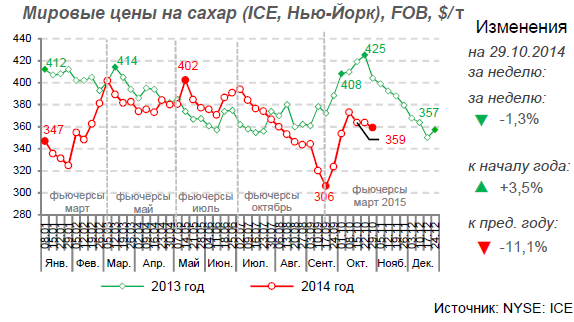 Мировые цены на сахар (ICE, Нью-Йорк), FOB, $/т
Изменения
на 29.10.2014
за неделю:
за неделю:
-1,3%
к началу года:
+3,5%
к пред. году:
-11,1%
440
420
400
380
360
340
320
300
280
412
414
402
408
425
357
347
359
306
фьючерсы
март
фьючерсы
май
фьючерсы
июль
фьючерсы
октябрь
фьючерсы
март 2015
Янв. Фев. Мар. Апр. Май Июн. Июл. Авг. Сент. Окт. Нояб. Дек.
2013 год 2014 год
Источник: NYSE: ICE